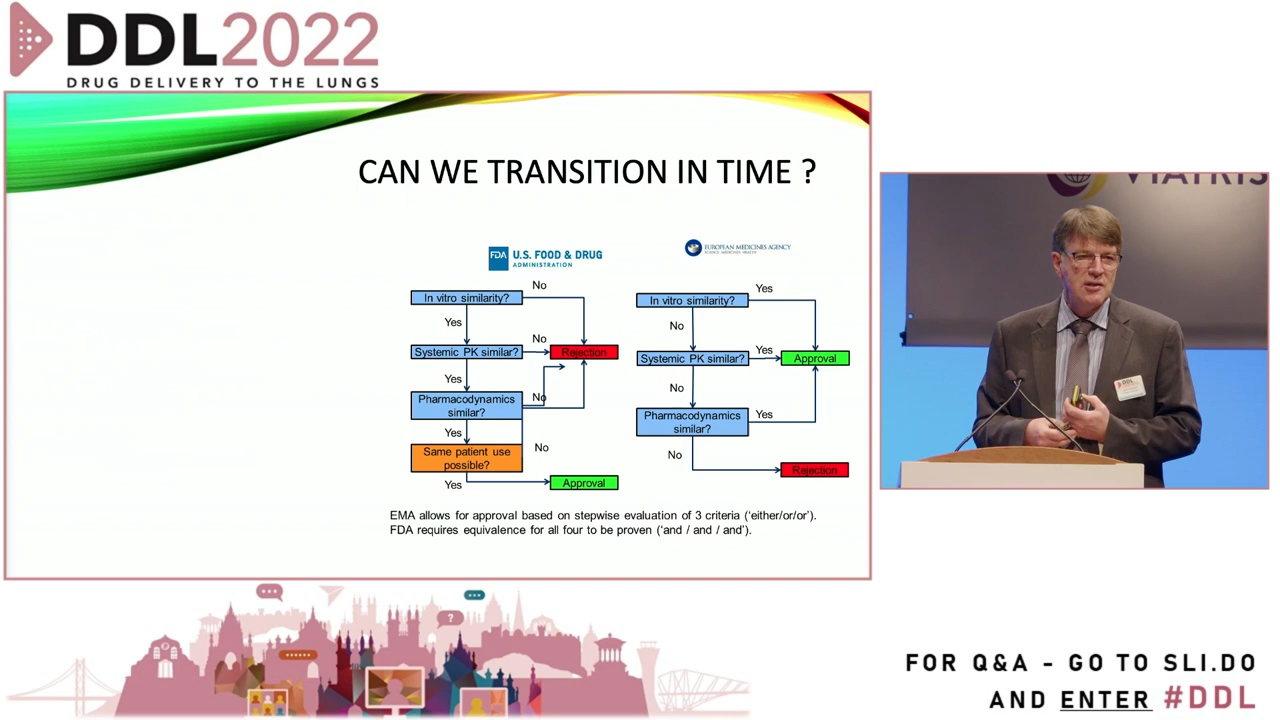 DDL2022
DRUG DELIVERY TO THE LUNGS
CAN WE TRANSITION IN TIME ?
FDA
U.S. FOOD & DRUG
ADMINISTRATION
In vitro similarity?
No
Yes
Systemic PK similar?
No
Rejection
Yes
Pharmacodynamics
similar?
No
Yes
No
Same patient use
possible?
Yes
Approval
EUROPEAN MEDICINES AGENCY
SCIENCE MEDICINES HEALTH
In vitro similarity?
Yes
No
Systemic PK similar?
Yes
Approval
No
Pharmacodynamics
similar?
Yes
No
Rejection
EMA allows for approval based on stepwise evaluation of 3 criteria (‘either/or/or’).
FDA requires equivalence for all four to be proven (‘and / and / and’).
VIATRIS
DDL
?
FOR Q&A - GO TO SLI.DO
AND ENTER #DDL